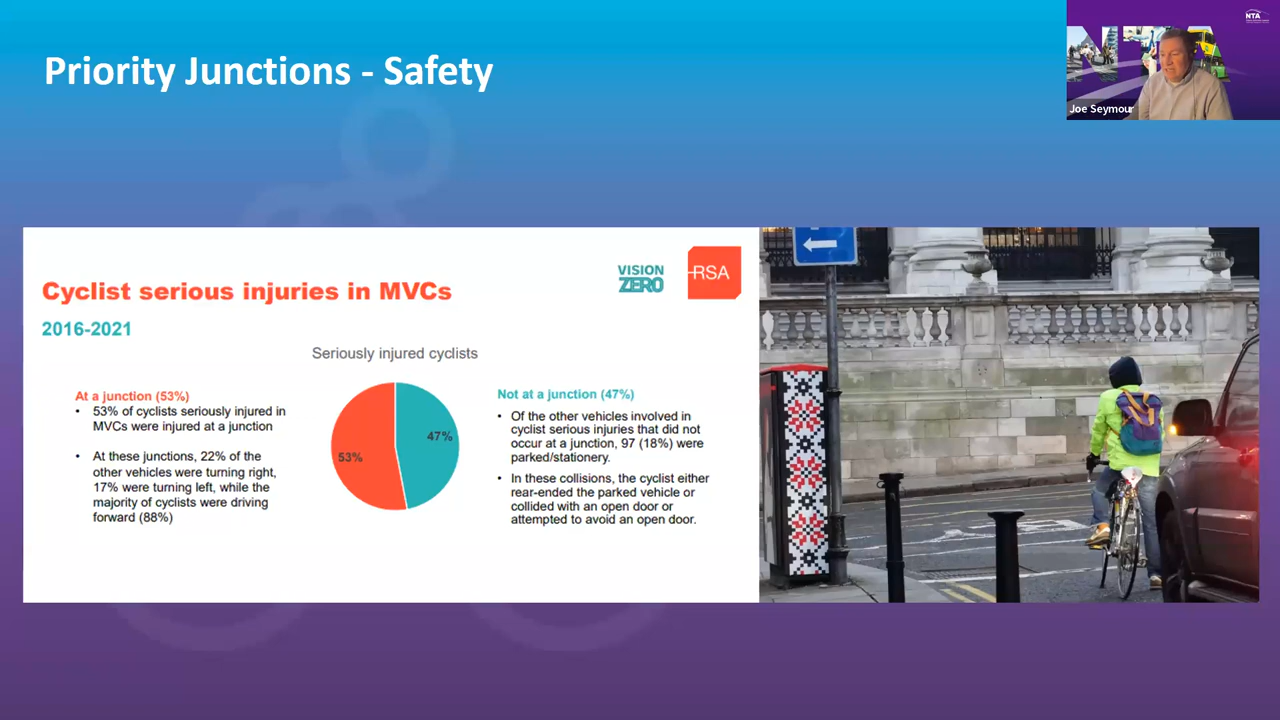 Priority Junctions - Safety
NTA
NTA
Joe Seymour
VISION
ZERO
RSA
Cyclist serious injuries in MVCs
2016-2021
Seriously injured cyclists
At a junction (53%)
• 53% of cyclists seriously injured in
MVCs were injured at a junction
• At these junctions, 22% of the
other vehicles were turning right,
17% were turning left, while the
majority of cyclists were driving
forward (88%)
53%
47%
Not at a junction (47%)
• Of the other vehicles involved in
cyclist serious injuries that did not
occur at a junction, 97 (18%) were
parked/stationery.
• In these collisions, the cyclist either
rear-ended the parked vehicle or
collided with an open door or
attempted to avoid an open door.